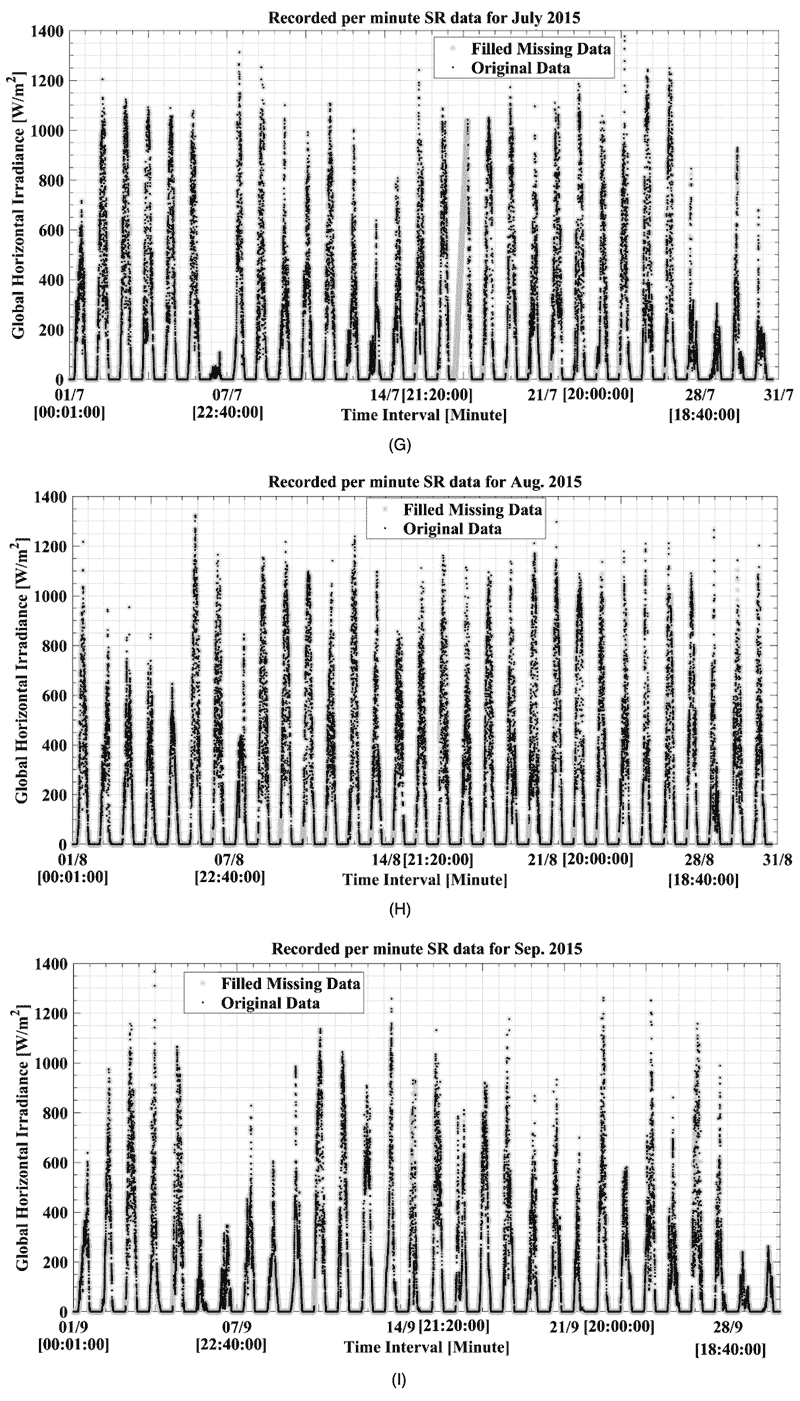 Recorded per minute SR data for July 2015
1400
Filled Missing Data
Original Data
1200
1000
800
600
400
200
0
Global Horizontal Irradiance [W/m²]
01/7 07/7 14/7 [21:20:00] 21/7 [20:00:00] 28/7 31/7
[00:01:00] [22:40:00] Time Interval [Minute] [18:40:00]
(G)
Recorded per minute SR data for Aug. 2015
1400
Filled Missing Data
Original Data
1200
1000
800
600
400
200
0
Global Horizontal Irradiance [W/m²]
01/8 07/8 14/8 [21:20:00] 21/8 [20:00:00] 28/8 31/8
[00:01:00] [22:40:00] Time Interval [Minute] [18:40:00]
(H)
Recorded per minute SR data for Sep. 2015
1400
Filled Missing Data
Original Data
1200
1000
800
600
400
200
0
Global Horizontal Irradiance [W/m²]
01/9 07/9 14/9 [21:20:00] 21/9 [20:00:00] 28/9
[00:01:00] [22:40:00] Time Interval [Minute] [18:40:00]
(I)